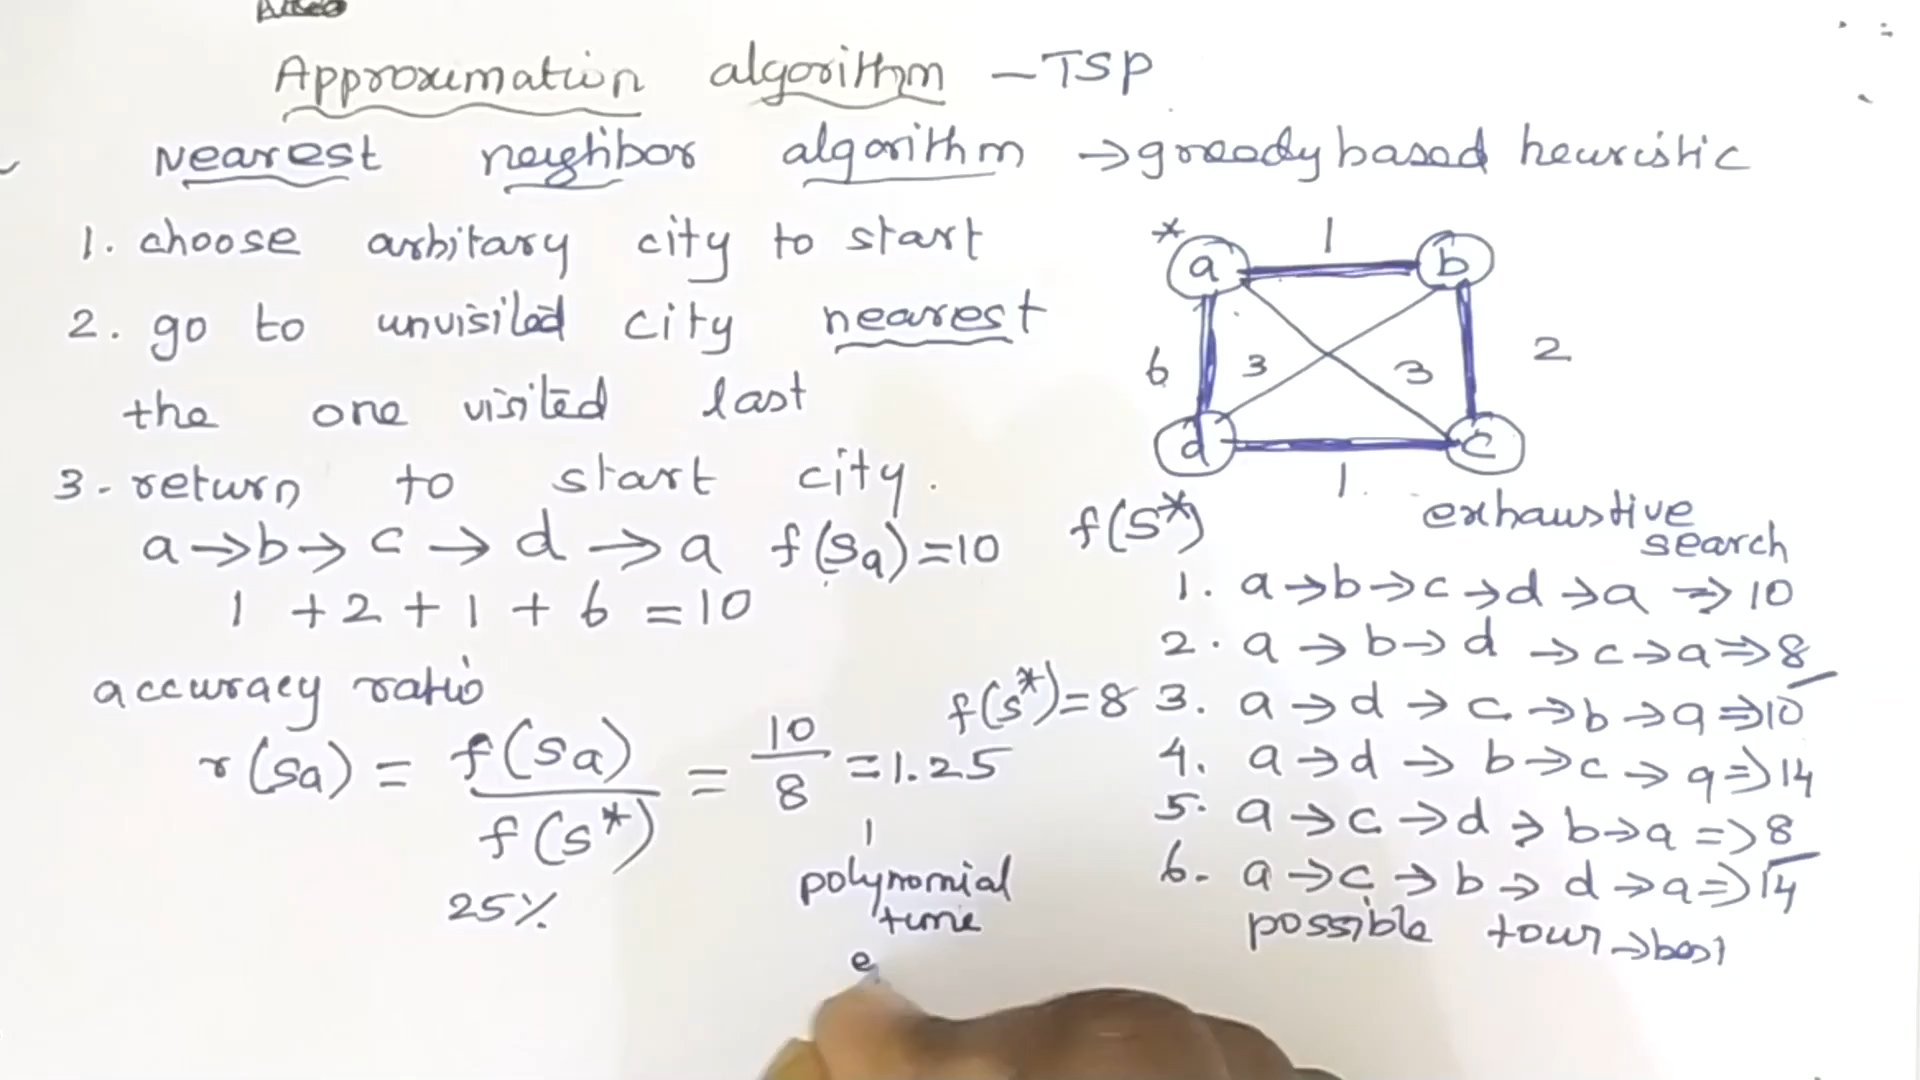 Approximation algorithm - TSP
Nearest neighbor algorithm → greedy based heuristic
1. choose arbitary city to start
2. go to unvisited city nearest
the one visited last
3 - return to start city.
a → b → c → d → a f(sa) = 10
1 + 2 + 1 + 6 = 10
accuracy ratio
r(sa) = f(sa) / f(s*) = 10 / 8 = 1.25
25%
1
polynomial
time
e
* a 1 b
6 3 3 2
d 1. c
f(s*) exhaustive
search
1. a → b → c → d → a ⇒ 10
2. a → b → d → c → a ⇒ 8
f(s*) = 8 3. a → d → c → b → a ⇒ 10
4. a → d → b → c → a ⇒ 14
5. a → c → d → b → a ⇒ 8
6. a → c → b → d → a ⇒ 14
possible tour → best